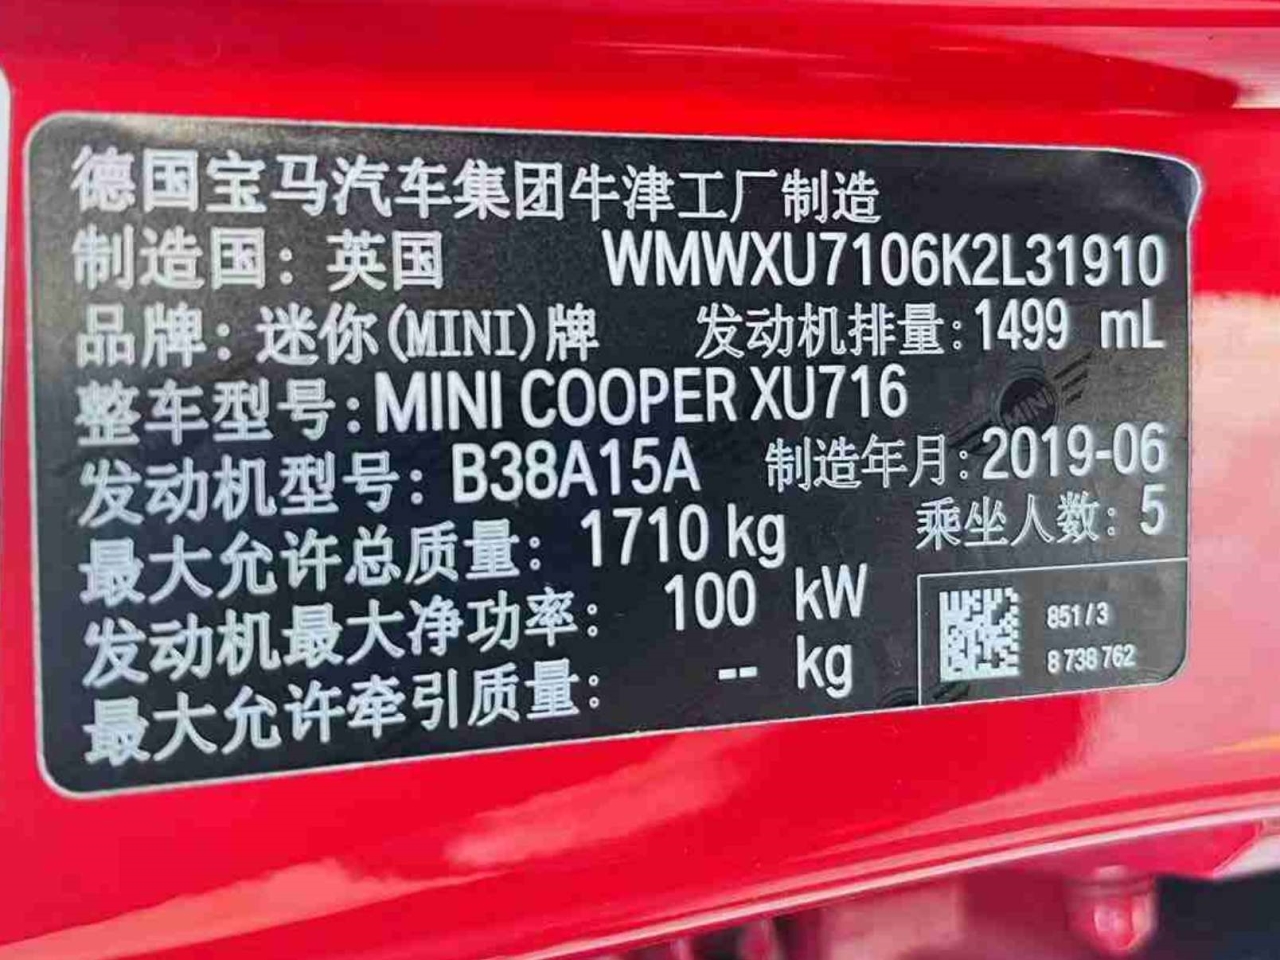 德国宝马汽车集团牛津工厂制造
制造国：英国 WMWXU7106K2L31910
品牌：迷你(MINI)牌 发动机排量:1499 mL
整车型号:MINI COOPER XU716
MINI
发动机型号：B38A15A 制造年月:2019-06
最大允许总质量：1710 kg 乘坐人数：5
发动机最大净功率： 100 kW
最大允许牵引质量： -- kg
851/3
8 738 762